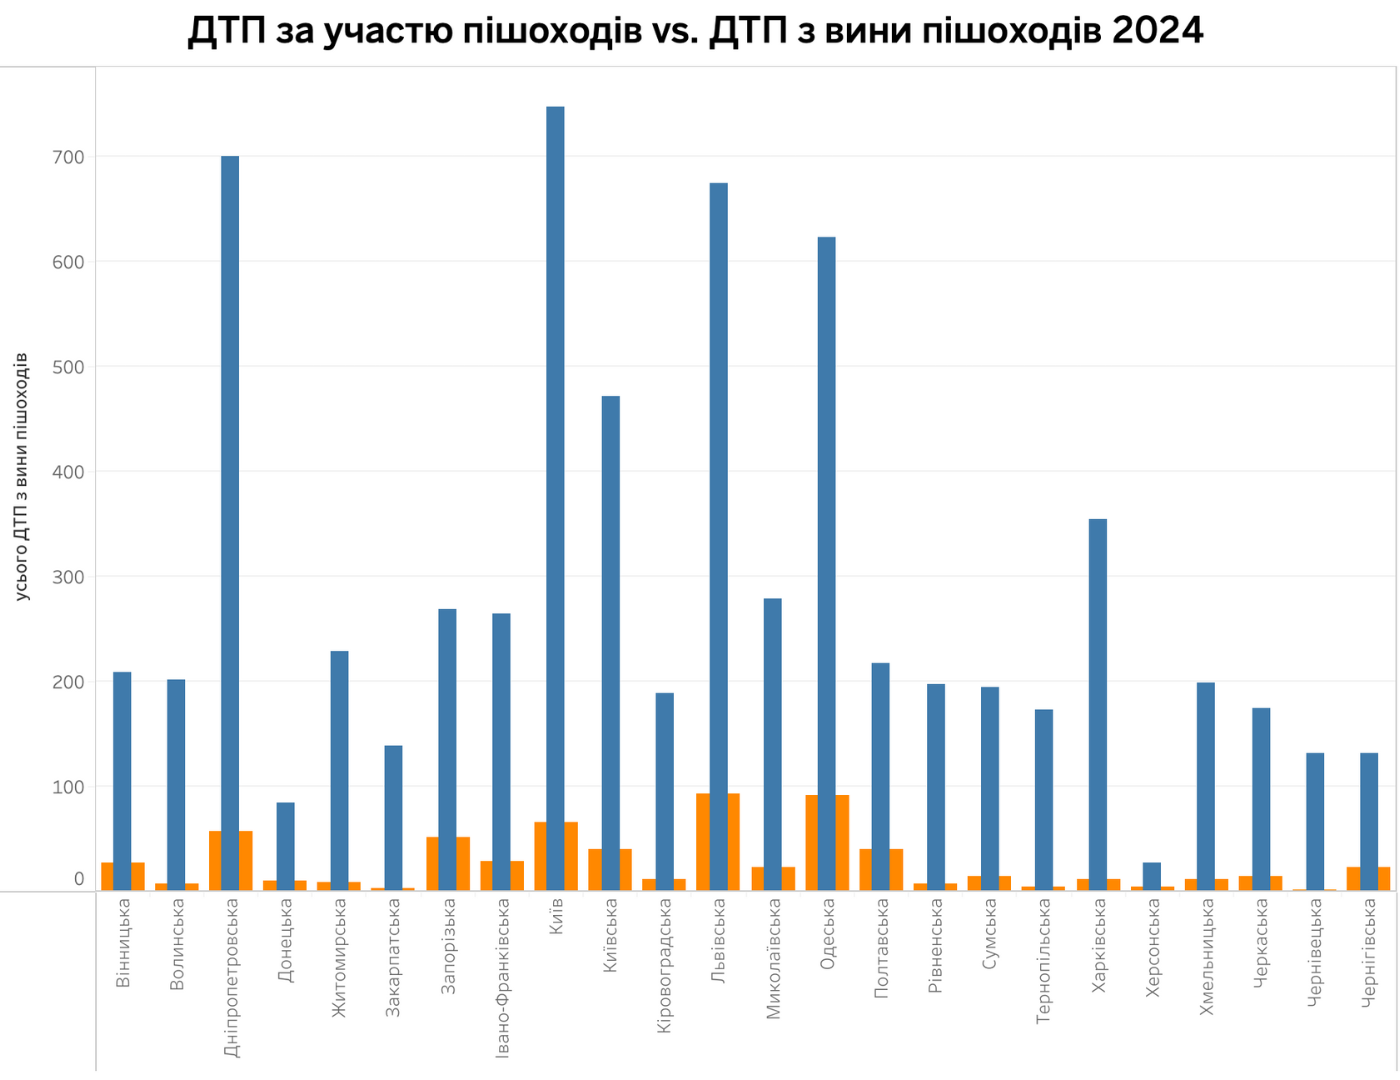 ДТП за участю пішоходів vs. ДТП з вини пішоходів 2024
усього ДТП з вини пішоходів
700
600
500
400
300
200
100
0
Вінницька
Волинська
Дніпропетровська
Донецька
Житомирська
Закарпатська
Запорізька
Івано-Франківська
Київ
Київська
Кіровоградська
Львівська
Миколаївська
Одеська
Полтавська
Рівненська
Сумська
Тернопільська
Харківська
Херсонська
Хмельницька
Черкаська
Чернівецька
Чернігівська